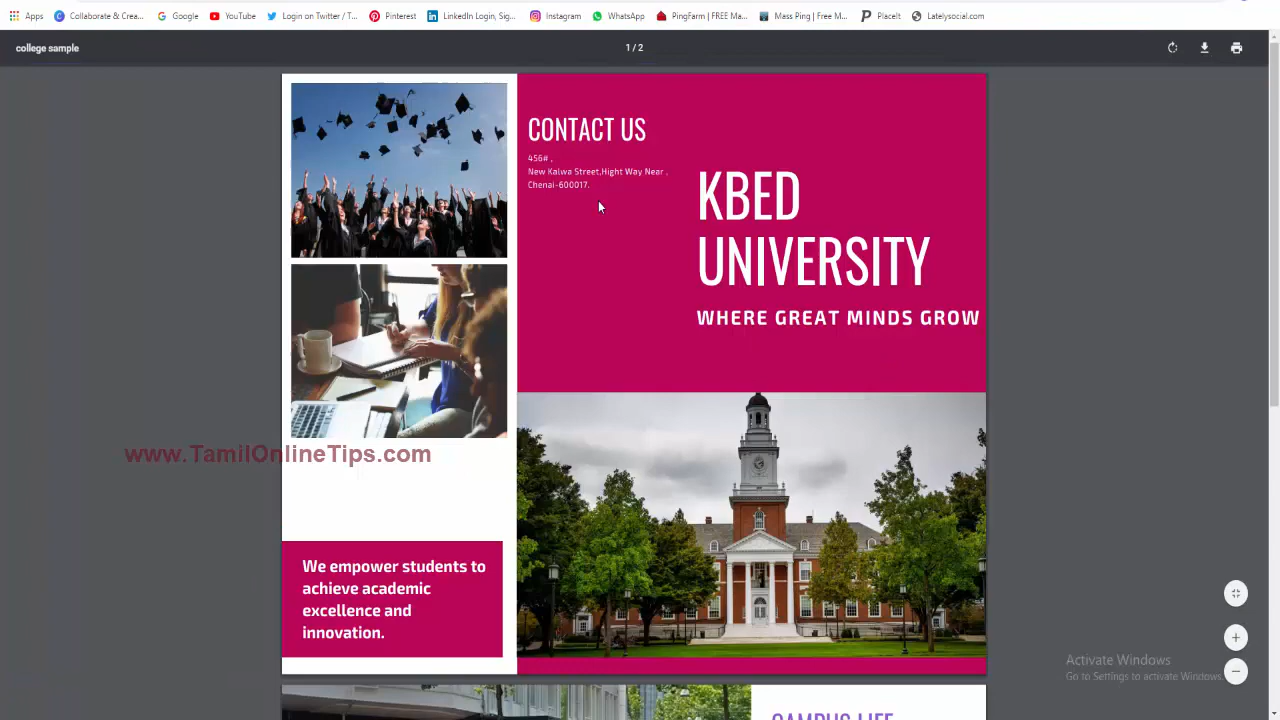 Apps
Collaborate & Crea...
Google
YouTube
Login on Twitter / T...
Pinterest
LinkedIn Login, Sig...
Instagram
WhatsApp
PingFarm | FREE Ma...
Mass Ping | Free M...
PlaceIt
Latelysocial.com
college sample
1 / 2
CONTACT US
456# ,
New Kalwa Street,Hight Way Near ,
Chenai-600017.
KBED
UNIVERSITY
WHERE GREAT MINDS GROW
www.TamilOnlineTips.com
We empower students to
achieve academic
excellence and
innovation.
Activate Windows
Go to Settings to activate Windows.
CAMPUS LIFE